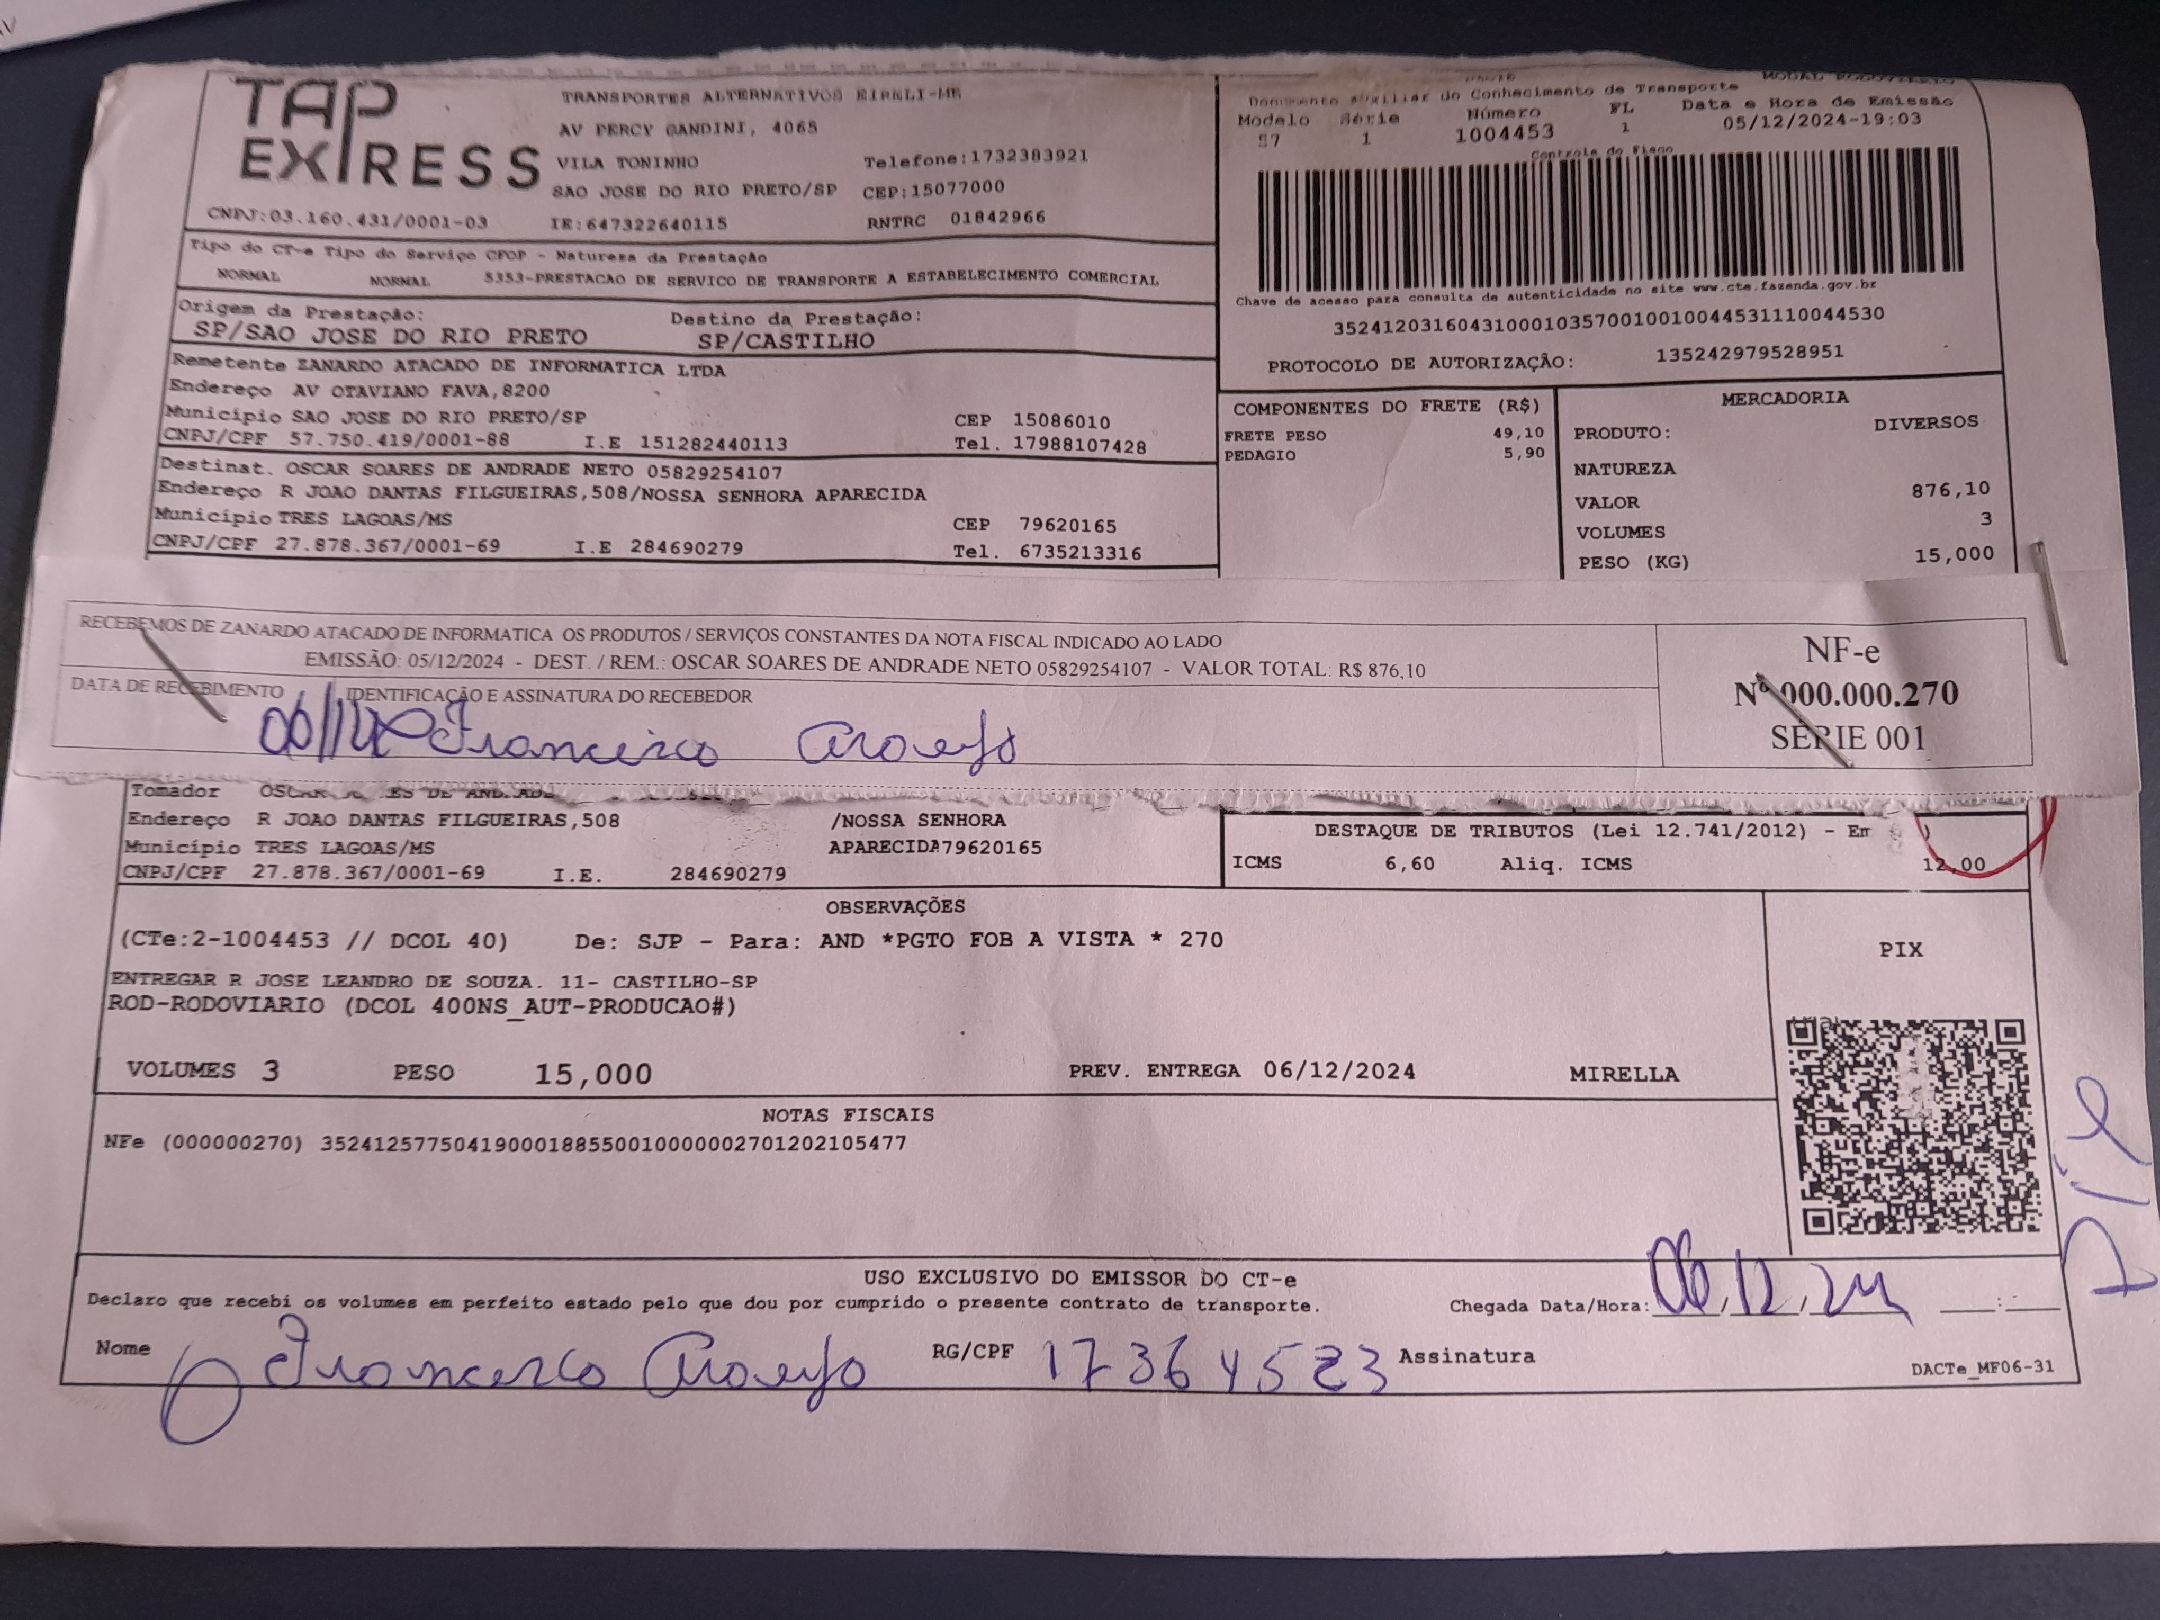 TAP EXPRESS
TRANSPORTES ALTERNATIVOS EIRELI-ME
AV PERCY GANDINI, 4065
VILA TONINHO Telefone:1732383921
SAO JOSE DO RIO PRETO/SP CEP:15077000
CNPJ:03.160.431/0001-03 IE:647322640115 RNTRC 01842966
Documento Auxiliar do Conhecimento de Transporte
Modelo Série Número FL Data e Hora de Emissão
57 1 1004453 1 05/12/2024-19:03
Controle do Fisco
Chave de acesso para consulta de autenticidade no site www.cte.fazenda.gov.br
35241203160431000103570010010044531110044530
PROTOCOLO DE AUTORIZAÇÃO: 135242979528951
Tipo do CT-e Tipo do Serviço CFOP - Natureza da Prestação
NORMAL NORMAL 5353-PRESTACAO DE SERVICO DE TRANSPORTE A ESTABELECIMENTO COMERCIAL
Origem da Prestação: Destino da Prestação:
SP/SAO JOSE DO RIO PRETO SP/CASTILHO
Remetente ZANARDO ATACADO DE INFORMATICA LTDA
Endereço AV OTAVIANO FAVA,8200
Município SAO JOSE DO RIO PRETO/SP CEP 15086010
CNPJ/CPF 57.750.419/0001-88 I.E 151282440113 Tel. 17988107428
Destinat. OSCAR SOARES DE ANDRADE NETO 05829254107
Endereço R JOAO DANTAS FILGUEIRAS,508/NOSSA SENHORA APARECIDA
Município TRES LAGOAS/MS CEP 79620165
CNPJ/CPF 27.878.367/0001-69 I.E 284690279 Tel. 6735213316
COMPONENTES DO FRETE (R$)
FRETE PESO 49,10
PEDAGIO 5,90
MERCADORIA
PRODUTO: DIVERSOS
NATUREZA
VALOR 876,10
VOLUMES 3
PESO (KG) 15,000
RECEBEMOS DE ZANARDO ATACADO DE INFORMATICA OS PRODUTOS / SERVIÇOS CONSTANTES DA NOTA FISCAL INDICADO AO LADO
EMISSÃO: 05/12/2024 - DEST. / REM.: OSCAR SOARES DE ANDRADE NETO 05829254107 - VALOR TOTAL: R$ 876,10
DATA DE RECEBIMENTO IDENTIFICAÇÃO E ASSINATURA DO RECEBEDOR
Francisco Araujo
NF-e
Nº 000.000.270
SÉRIE 001
Tomador
Endereço R JOAO DANTAS FILGUEIRAS,508 /NOSSA SENHORA
Município TRES LAGOAS/MS APARECIDA79620165
CNPJ/CPF 27.878.367/0001-69 I.E. 284690279
DESTAQUE DE TRIBUTOS (Lei 12.741/2012) - Em
ICMS 6,60 Aliq. ICMS 12,00
OBSERVAÇÕES
(CTe:2-1004453 // DCOL 40) De: SJP - Para: AND *PGTO FOB A VISTA * 270
ENTREGAR R JOSE LEANDRO DE SOUZA. 11- CASTILHO-SP
ROD-RODOVIARIO (DCOL 400NS_AUT-PRODUCAO#)
VOLUMES 3 PESO 15,000 PREV. ENTREGA 06/12/2024 MIRELLA
PIX
NOTAS FISCAIS
NFe (000000270) 35241257750419000188550010000002701202105477
USO EXCLUSIVO DO EMISSOR DO CT-e
Declaro que recebi os volumes em perfeito estado pelo que dou por cumprido o presente contrato de transporte. Chegada Data/Hora: 06/12/24 ____:____
Nome Francisco Araujo RG/CPF 17364523 Assinatura
DACTe_MF06-31